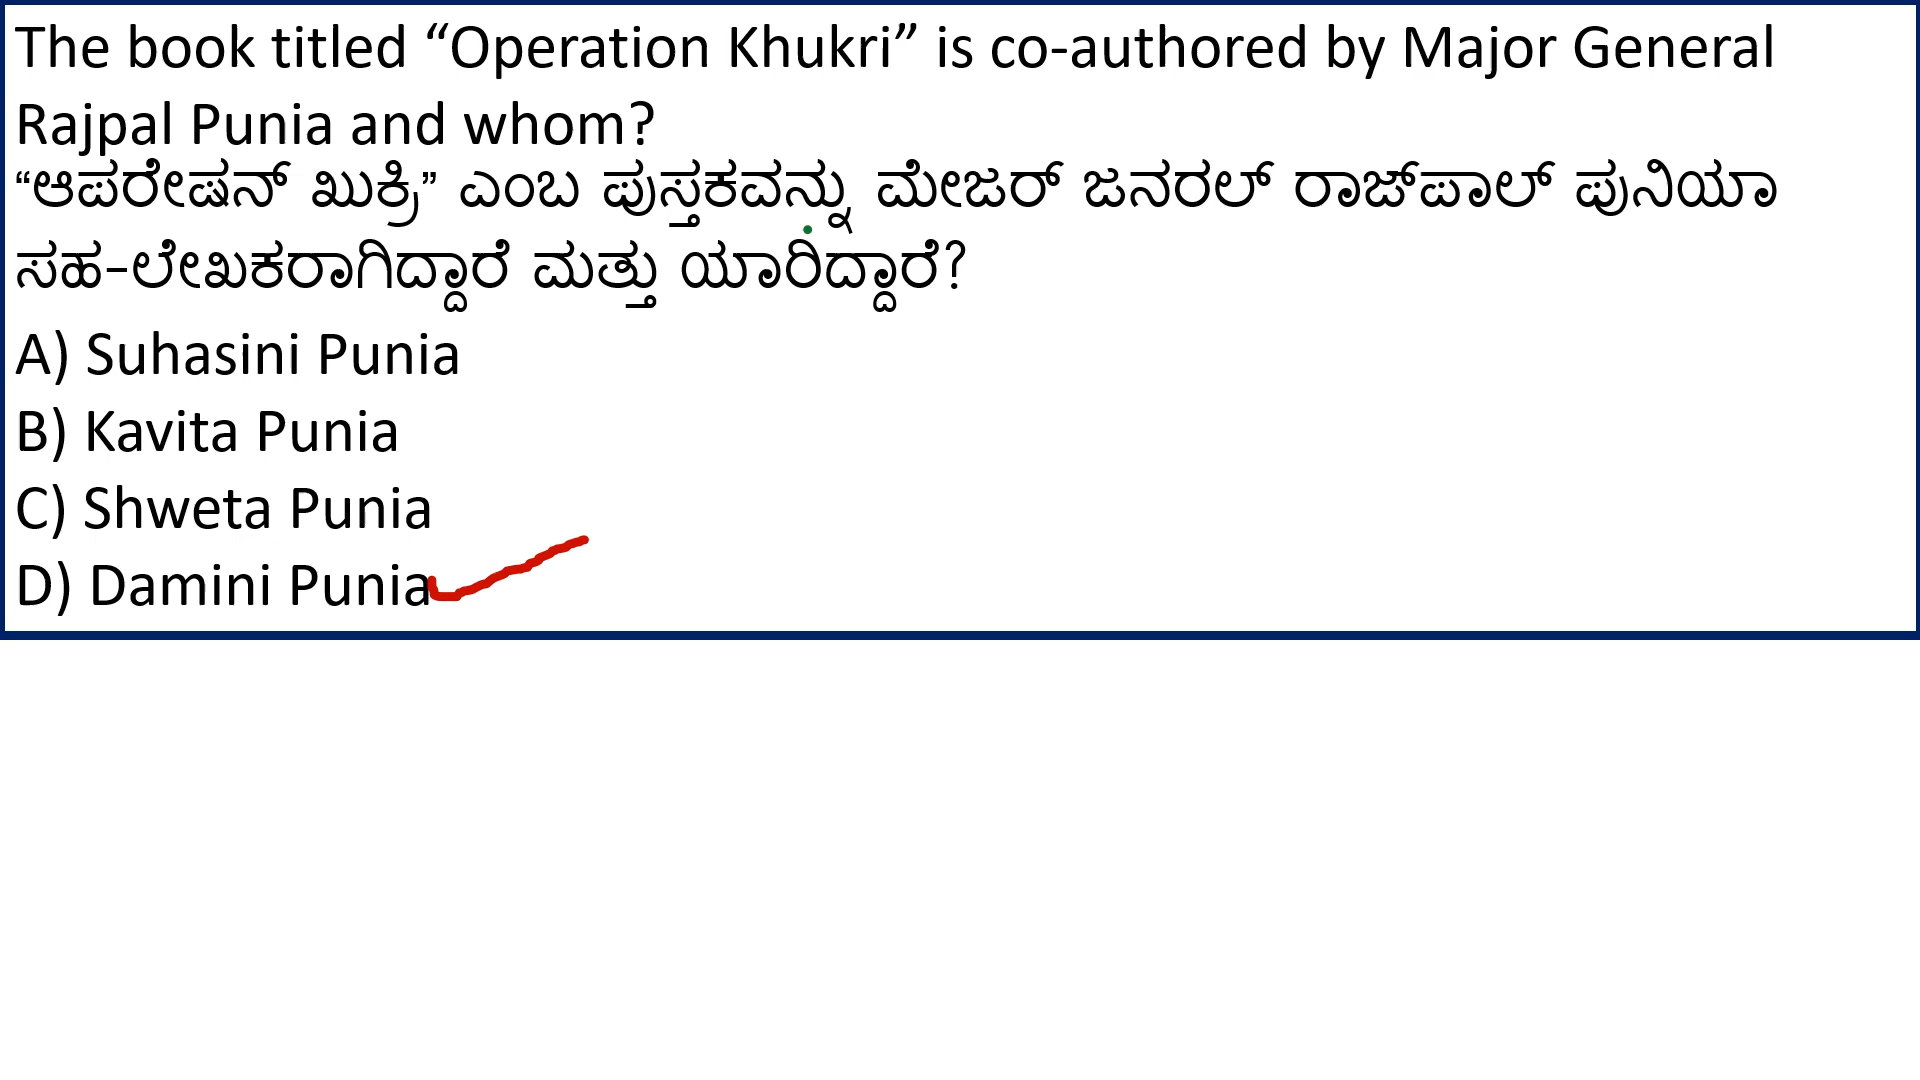 The book titled “Operation Khukri” is co-authored by Major General
Rajpal Punia and whom?
“ಆಪರೇಷನ್ ಖುಕ್ರಿ” ಎಂಬ ಪುಸ್ತಕವನ್ನು ಮೇಜರ್ ಜನರಲ್ ರಾಜ್‌ಪಾಲ್ ಪುನಿಯಾ
ಸಹ-ಲೇಖಕರಾಗಿದ್ದಾರೆ ಮತ್ತು ಯಾರಿದ್ದಾರೆ?
A) Suhasini Punia
B) Kavita Punia
C) Shweta Punia
D) Damini Punia